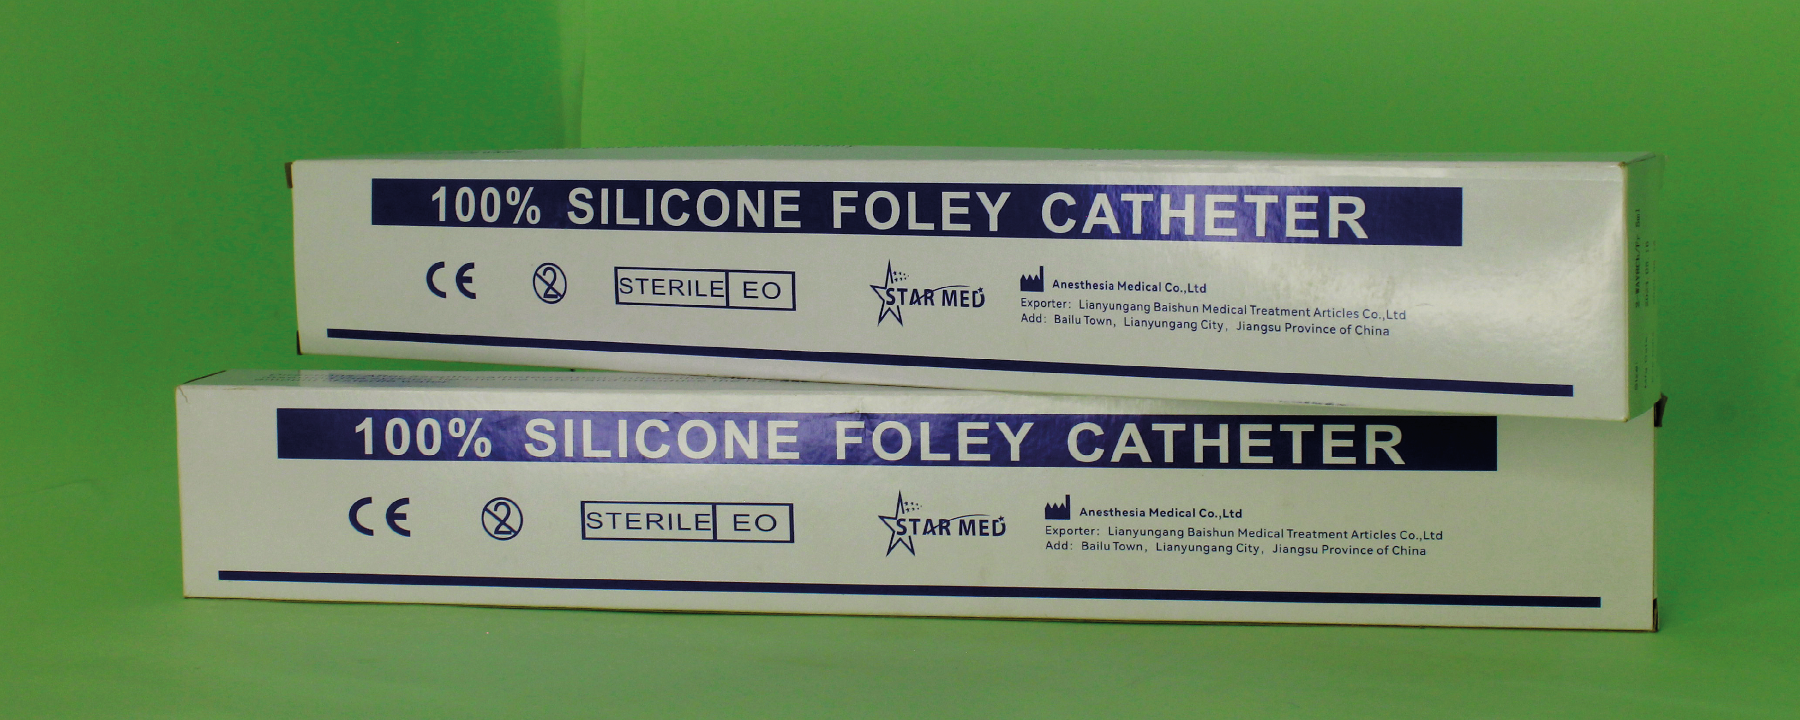 100% SILICONE FOLEY CATHETER
CE
2
STERILE EO
STAR MED
Anesthesia Medical Co.,Ltd
Exporter: Lianyungang Baishun Medical Treatment Articles Co.,Ltd
Add: Bailu Town, Lianyungang City, Jiangsu Province of China
100% SILICONE FOLEY CATHETER
CE
2
STERILE EO
STAR MED
Anesthesia Medical Co.,Ltd
Exporter: Lianyungang Baishun Medical Treatment Articles Co.,Ltd
Add: Bailu Town, Lianyungang City, Jiangsu Province of China